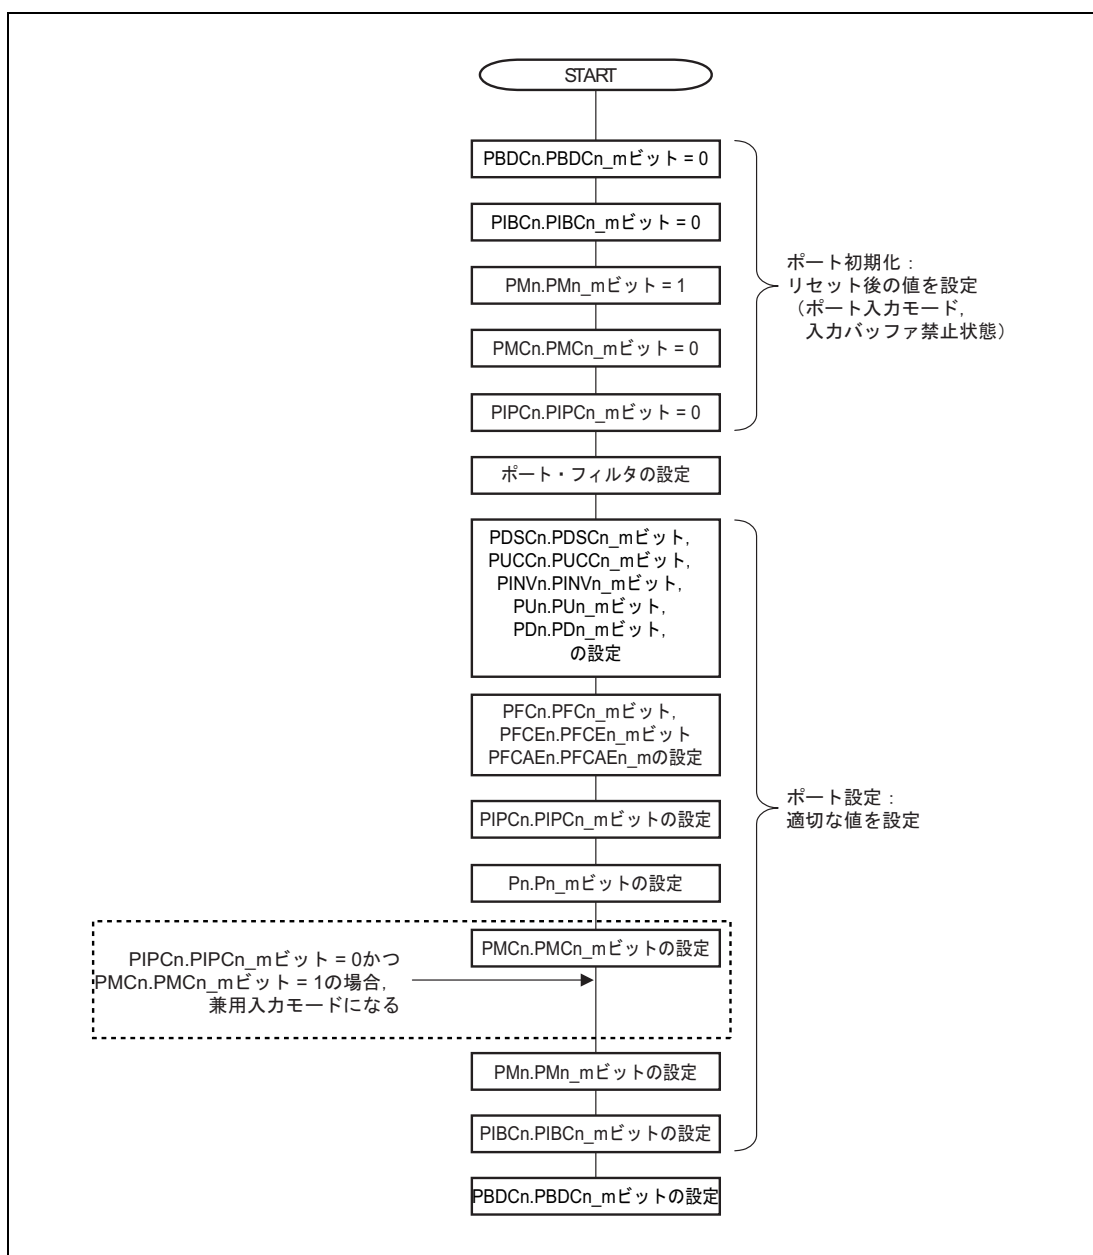 START
PBDCn.PBDCn_mビット = 0
PIBCn.PIBCn_mビット = 0
PMn.PMn_mビット = 1
PMCn.PMCn_mビット = 0
PIPCn.PIPCn_mビット = 0
ポート初期化：
リセット後の値を設定
（ポート入力モード,
入力バッファ禁止状態）
ポート・フィルタの設定
PDSCn.PDSCn_mビット,
PUCCn.PUCCn_mビット,
PINVn.PINVn_mビット,
PUn.PUn_mビット,
PDn.PDn_mビット,
の設定
PFCn.PFCn_mビット,
PFCEn.PFCEn_mビット
PFCAEn.PFCAEn_mの設定
PIPCn.PIPCn_mビットの設定
Pn.Pn_mビットの設定
PMCn.PMCn_mビットの設定
PIPCn.PIPCn_mビット = 0かつ
PMCn.PMCn_mビット = 1の場合,
兼用入力モードになる
PMn.PMn_mビットの設定
PIBCn.PIBCn_mビットの設定
ポート設定：
適切な値を設定
PBDCn.PBDCn_mビットの設定